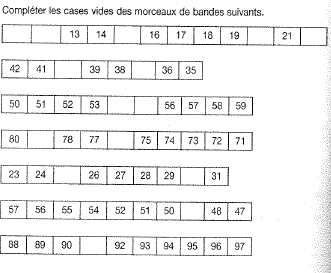 Compléter les cases vides des morceaux de bandes suivants.
13 14 16 17 18 19 21
42 41 39 38 36 35
50 51 52 53 56 57 58 59
80 78 77 75 74 73 72 71
23 24 26 27 28 29 31
57 56 55 54 52 51 50 48 47
88 89 90 92 93 94 95 96 97